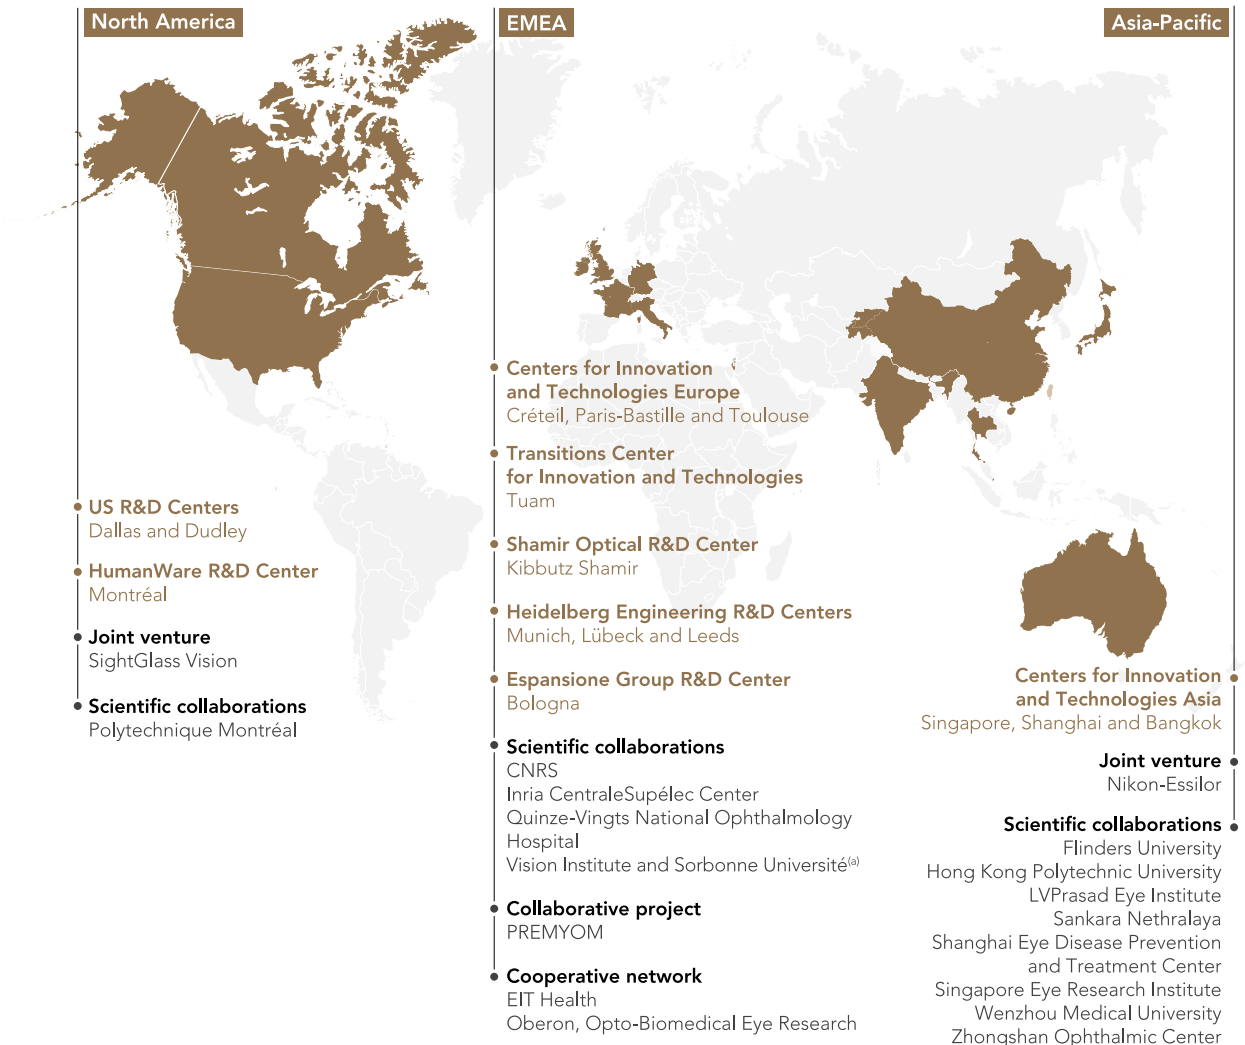 North America
US R&D Centers
Dallas and Dudley
HumanWare R&D Center
Montréal
Joint venture
SightGlass Vision
Scientific collaborations
Polytechnique Montréal
EMEA
Centers for Innovation
and Technologies Europe
Créteil, Paris-Bastille and Toulouse
Transitions Center
for Innovation and Technologies
Tuam
Shamir Optical R&D Center
Kibbutz Shamir
Heidelberg Engineering R&D Centers
Munich, Lübeck and Leeds
Espansione Group R&D Center
Bologna
Scientific collaborations
CNRS
Inria CentraleSupélec Center
Quinze-Vingts National Ophthalmology
Hospital
Vision Institute and Sorbonne Université(a)
Collaborative project
PREMYOM
Cooperative network
EIT Health
Oberon, Opto-Biomedical Eye Research
Asia-Pacific
Centers for Innovation
and Technologies Asia
Singapore, Shanghai and Bangkok
Joint venture
Nikon-Essilor
Scientific collaborations
Flinders University
Hong Kong Polytechnic University
LVPrasad Eye Institute
Sankara Nethralaya
Shanghai Eye Disease Prevention
and Treatment Center
Singapore Eye Research Institute
Wenzhou Medical University
Zhongshan Ophthalmic Center